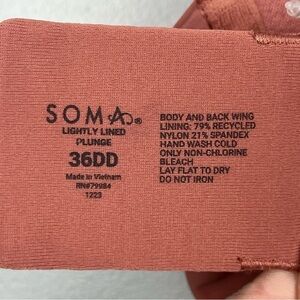 SOMA®
LIGHTLY LINED
PLUNGE
36DD
Made in Vietnam
RN#79984
1223
BODY AND BACK WING
LINING: 79% RECYCLED
NYLON 21% SPANDEX
HAND WASH COLD
ONLY NON-CHLORINE
BLEACH
LAY FLAT TO DRY
DO NOT IRON